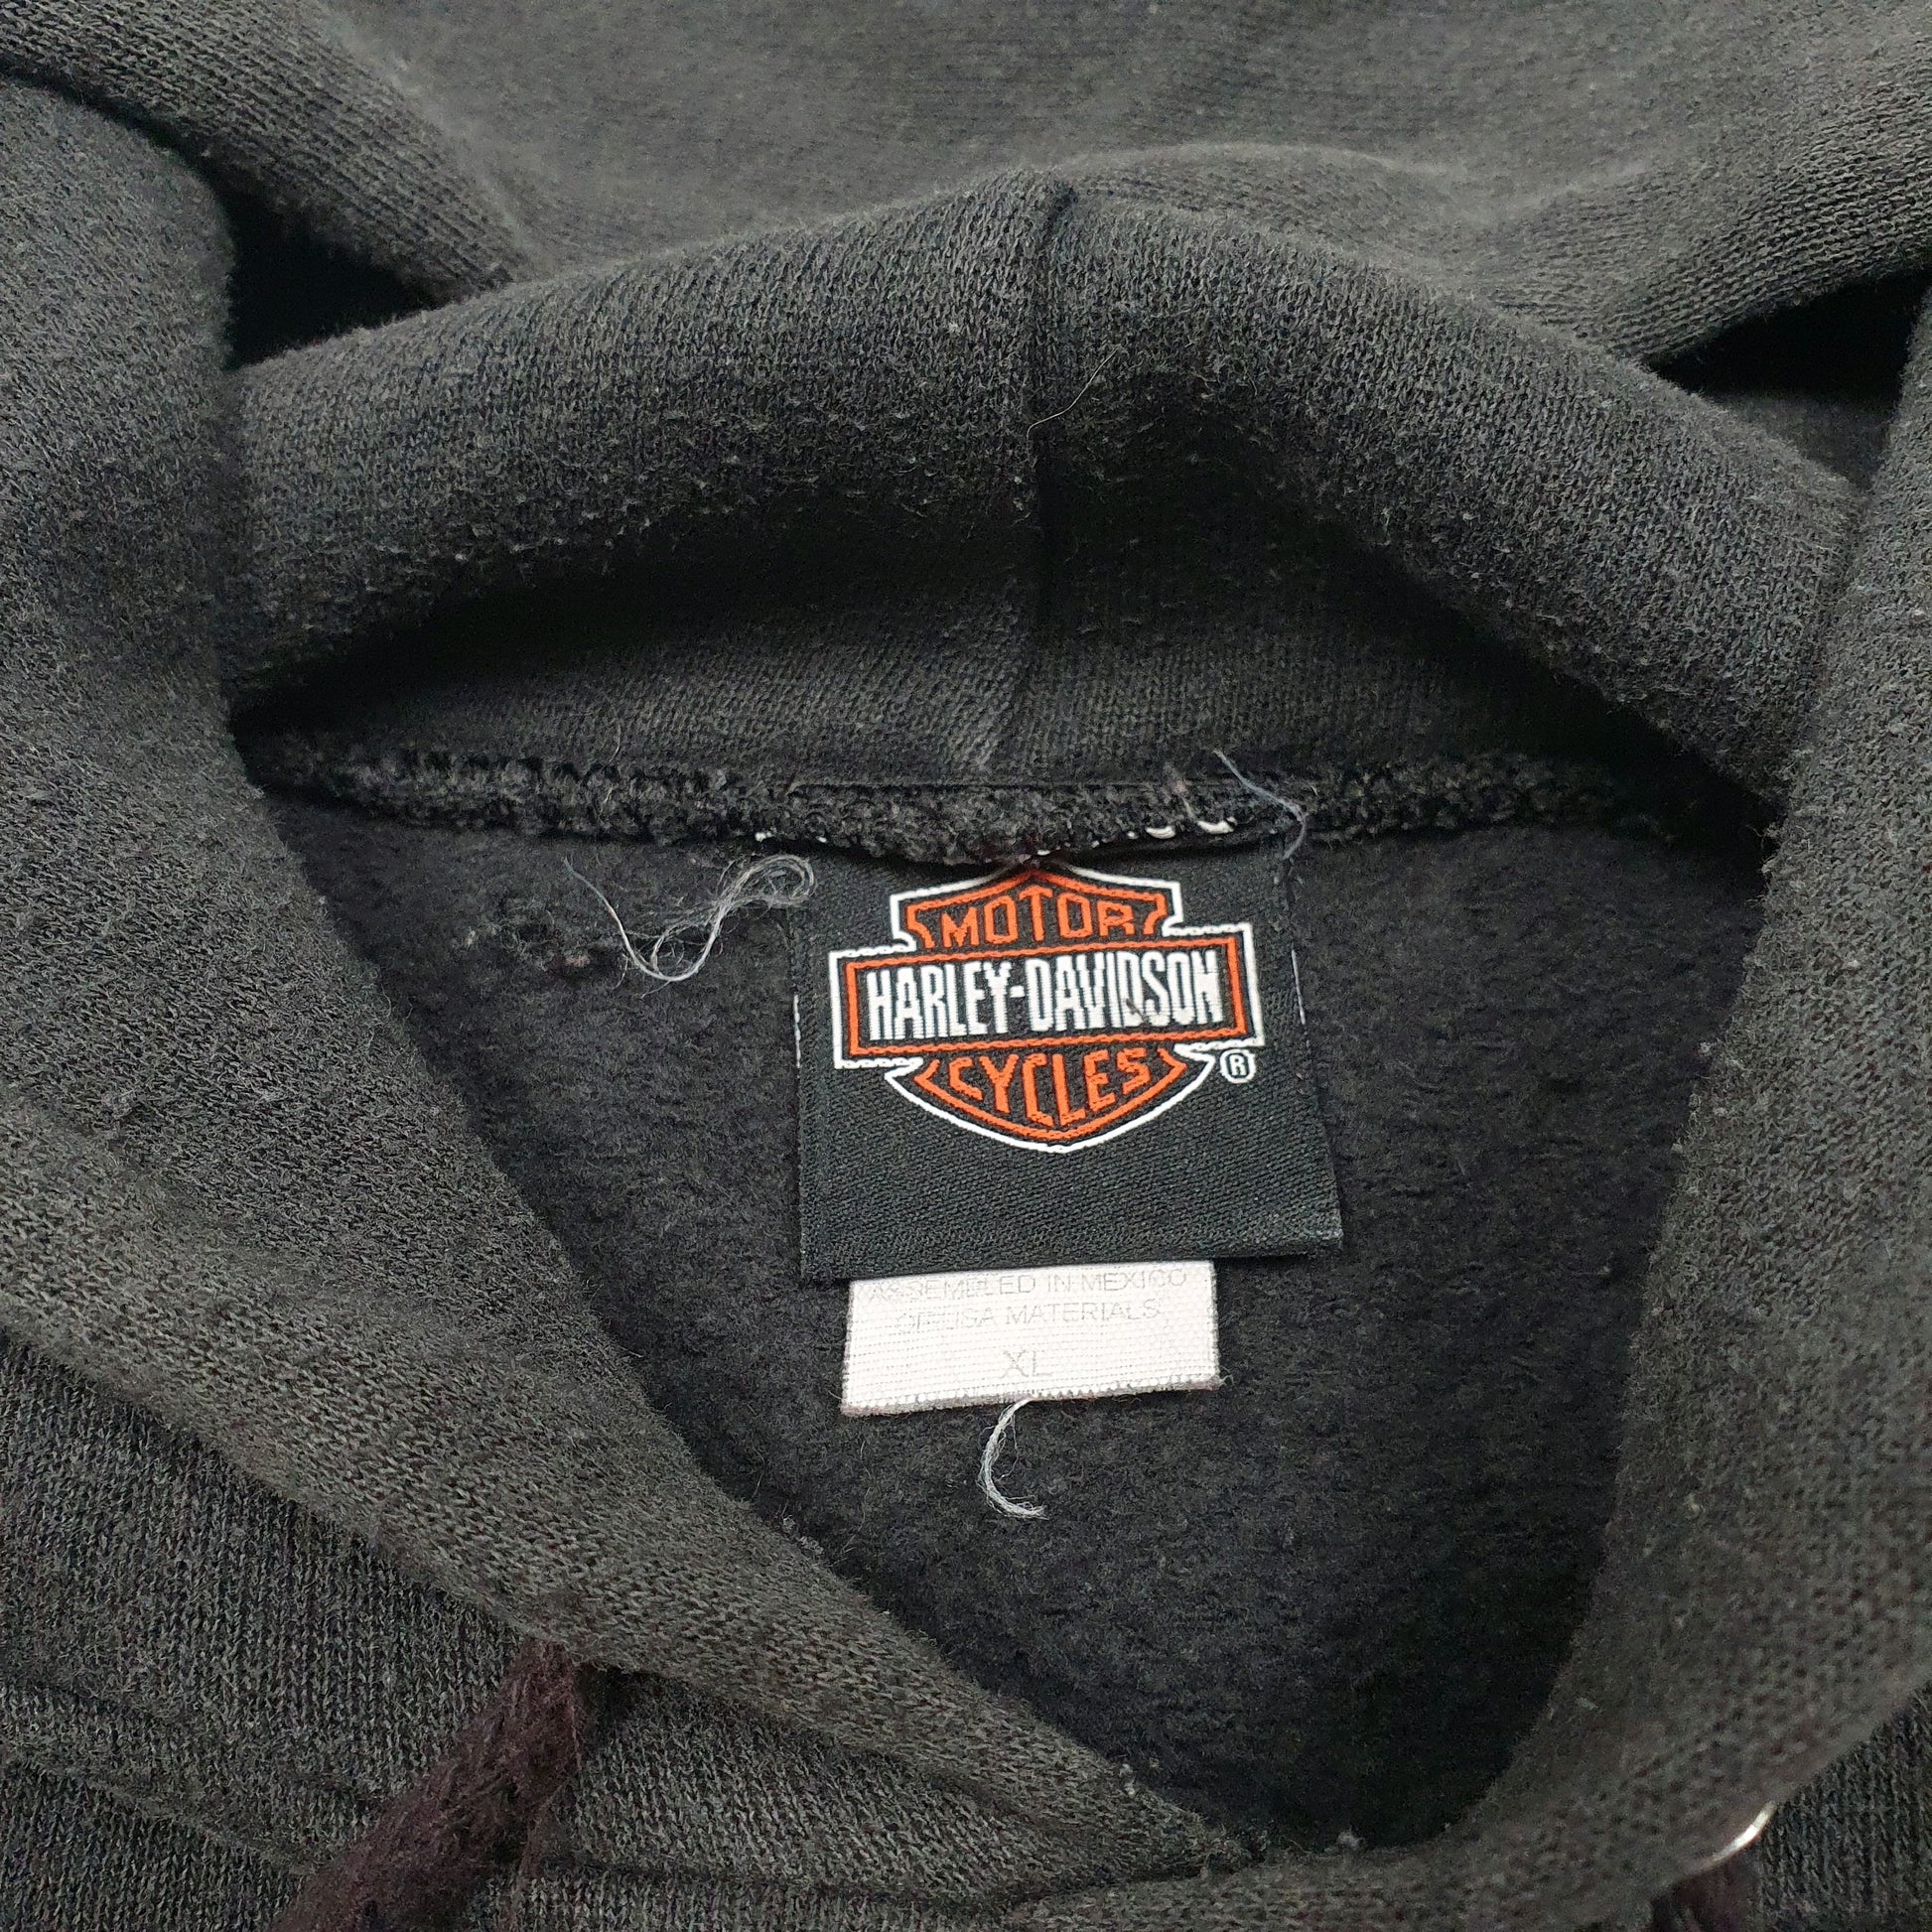 MOTOR
HARLEY-DAVIDSON
CYCLES ®
ASSEMBLED IN MEXICO
OF USA MATERIALS
XL